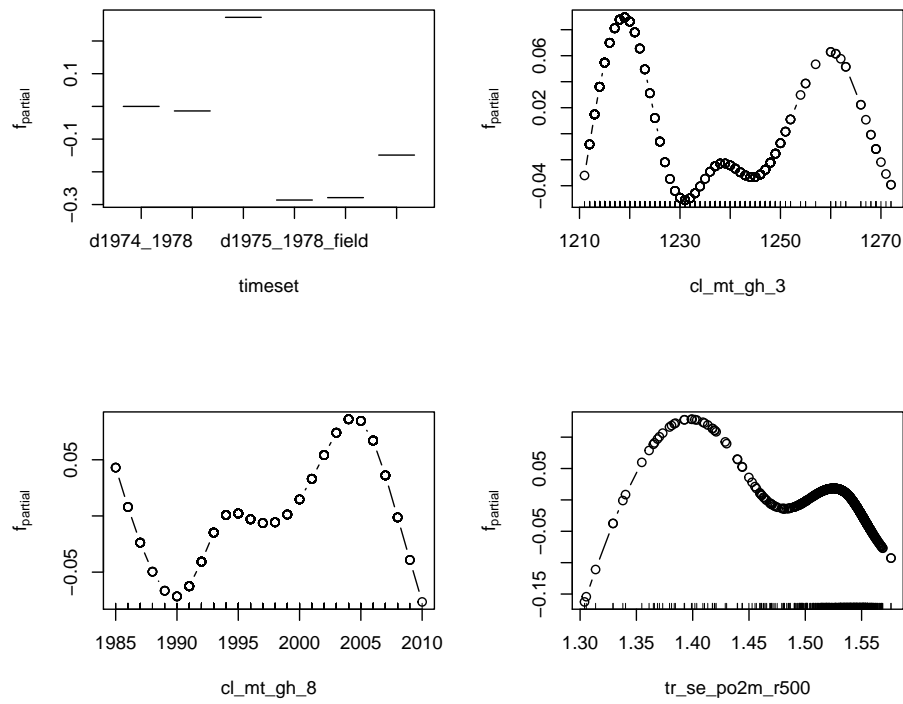 f partial
0.1
-0.1
-0.3
d1974_1978
d1975_1978_field
timeset
f partial
0.06
0.02
-0.04
1210
1230
1250
1270
cl_mt_gh_3
f partial
0.05
-0.05
1985
1990
1995
2000
2005
2010
cl_mt_gh_8
f partial
0.05
-0.05
-0.15
1.30
1.35
1.40
1.45
1.50
1.55
tr_se_po2m_r500